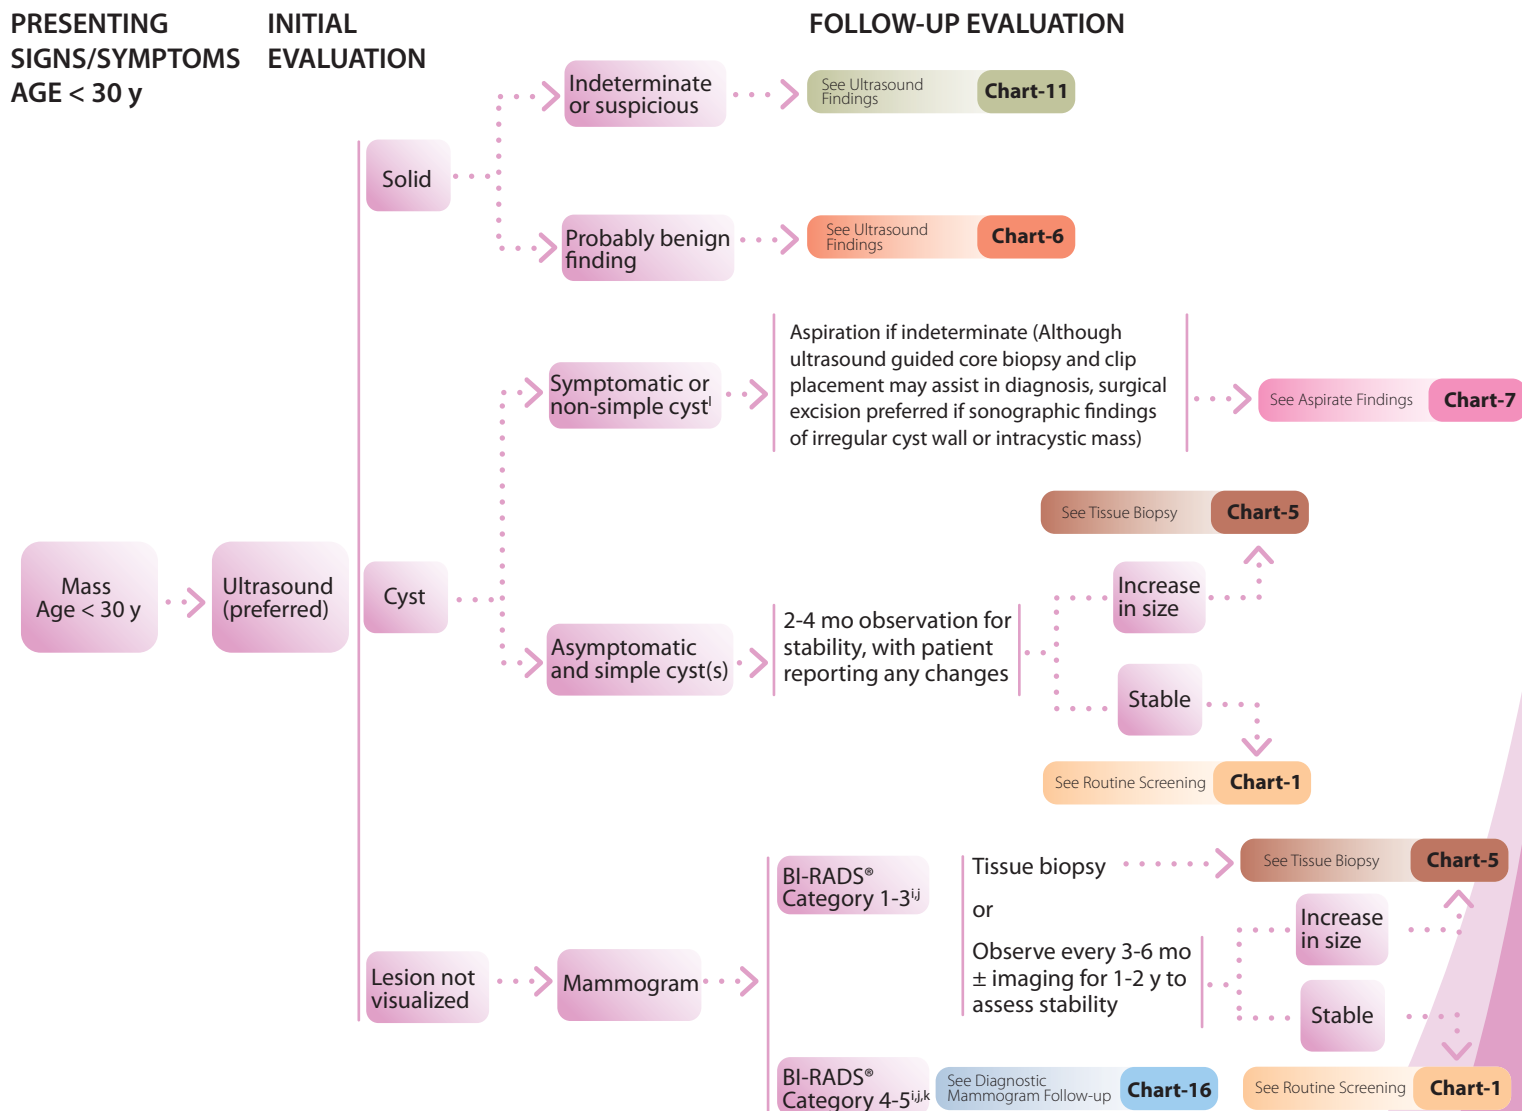 PRESENTING
SIGNS/SYMPTOMS
AGE < 30 y
INITIAL
EVALUATION
FOLLOW-UP EVALUATION
Indeterminate
or suspicious
See Ultrasound
Findings
Chart-11
Solid
Probably benign
finding
See Ultrasound
Findings
Chart-6
Symptomatic or
non-simple cystˡ
Aspiration if indeterminate (Although
ultrasound guided core biopsy and clip
placement may assist in diagnosis, surgical
excision preferred if sonographic findings
of irregular cyst wall or intracystic mass)
See Aspirate Findings
Chart-7
See Tissue Biopsy
Chart-5
Mass
Age < 30 y
Ultrasound
(preferred)
Cyst
Increase
in size
Asymptomatic
and simple cyst(s)
2-4 mo observation for
stability, with patient
reporting any changes
Stable
See Routine Screening
Chart-1
BI-RADS®
Category 1-3ⁱ,ʲ
Tissue biopsy
See Tissue Biopsy
Chart-5
or
Increase
in size
Lesion not
visualized
Mammogram
Observe every 3-6 mo
± imaging for 1-2 y to
assess stability
Stable
BI-RADS®
Category 4-5ⁱ,ʲ,ᵏ
See Diagnostic
Mammogram Follow-up
Chart-16
See Routine Screening
Chart-1